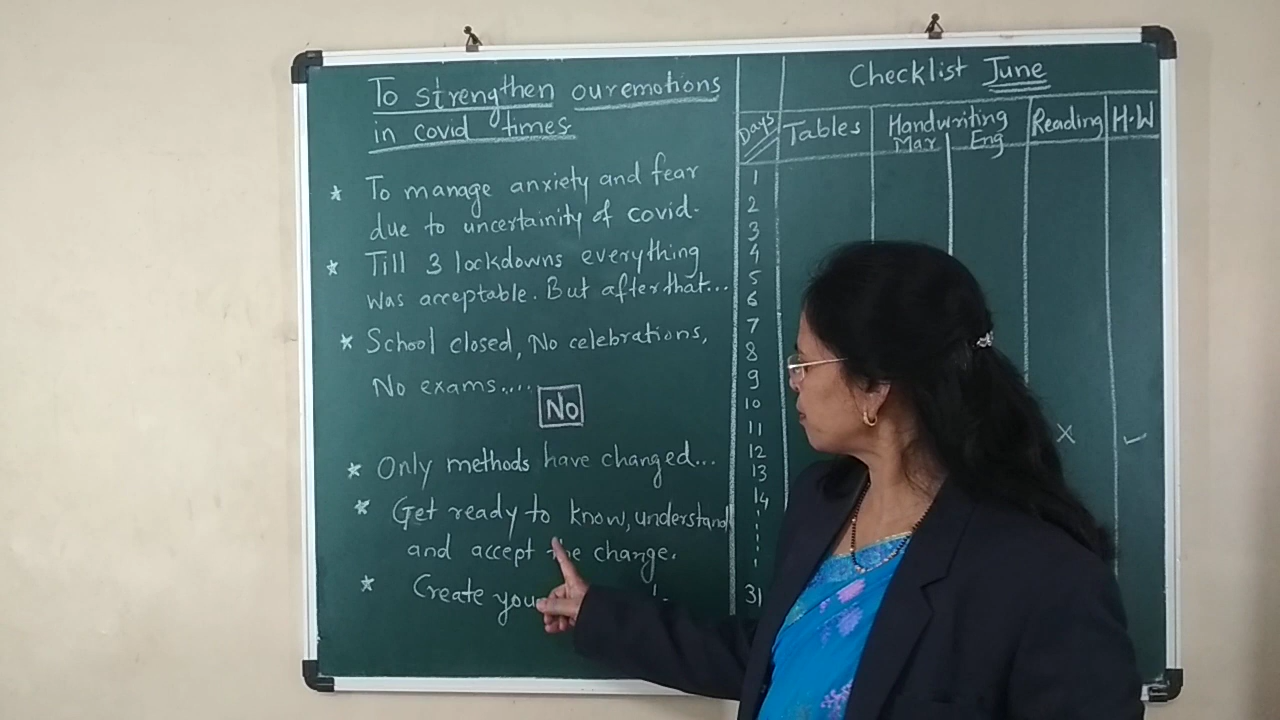 To strengthen our emotions
in covid times
* To manage anxiety and fear
due to uncertainity of covid.
* Till 3 lockdowns everything
was acceptable. But after that...
* School closed, No celebrations,
No exams.....
No
* Only methods have changed...
* Get ready to know, understand
and accept the change.
* Create you
Checklist June
Days Tables Handwriting Reading H.W
Mar Eng
1
2
3
4
5
6
7
8
9
10
11 x ✓
12
13
14
31